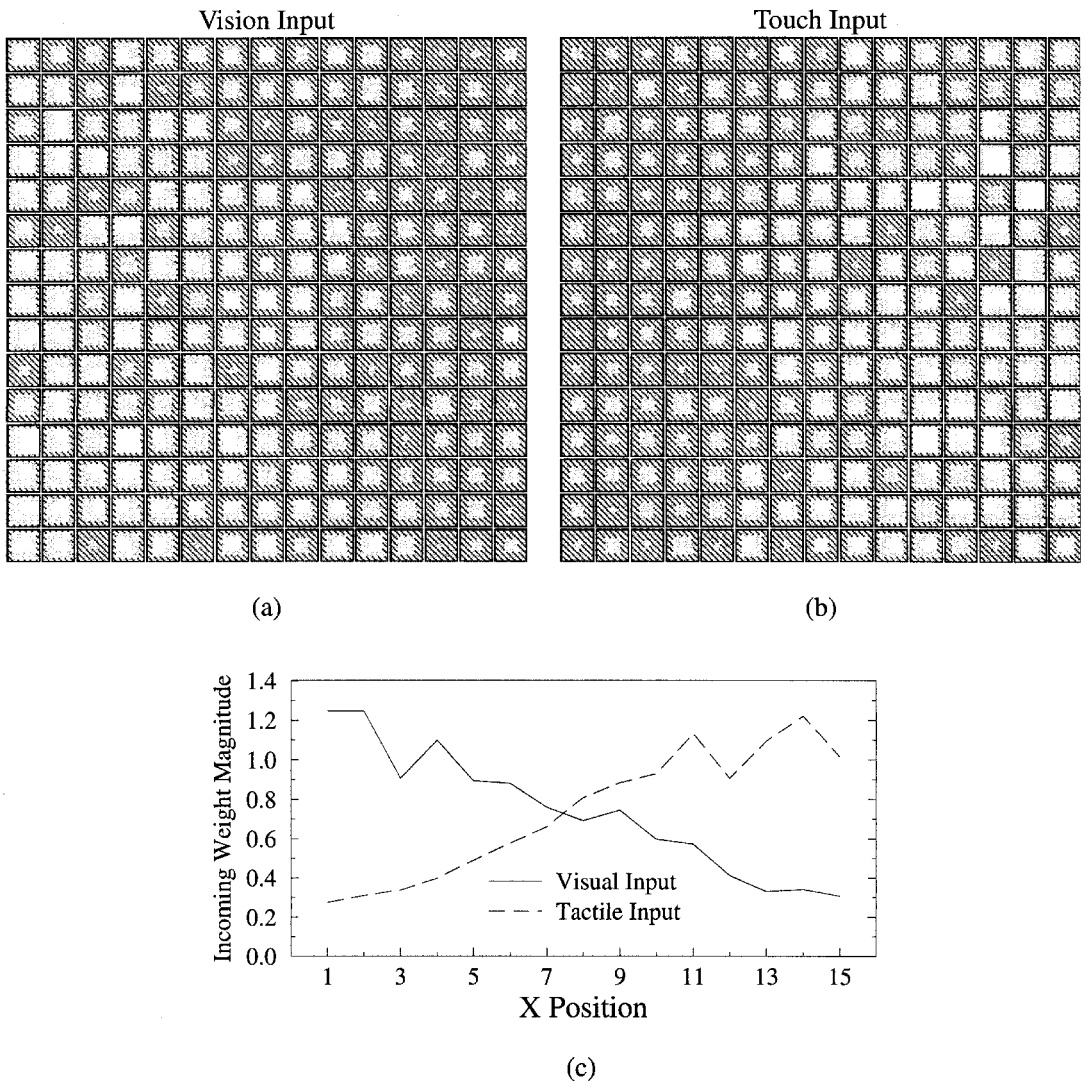 Vision Input
Touch Input
(a)
(b)
Incoming Weight Magnitude
1.4
1.2
1.0
0.8
0.6
0.4
0.2
0.0
Visual Input
Tactile Input
1 3 5 7 9 11 13 15
X Position
(c)